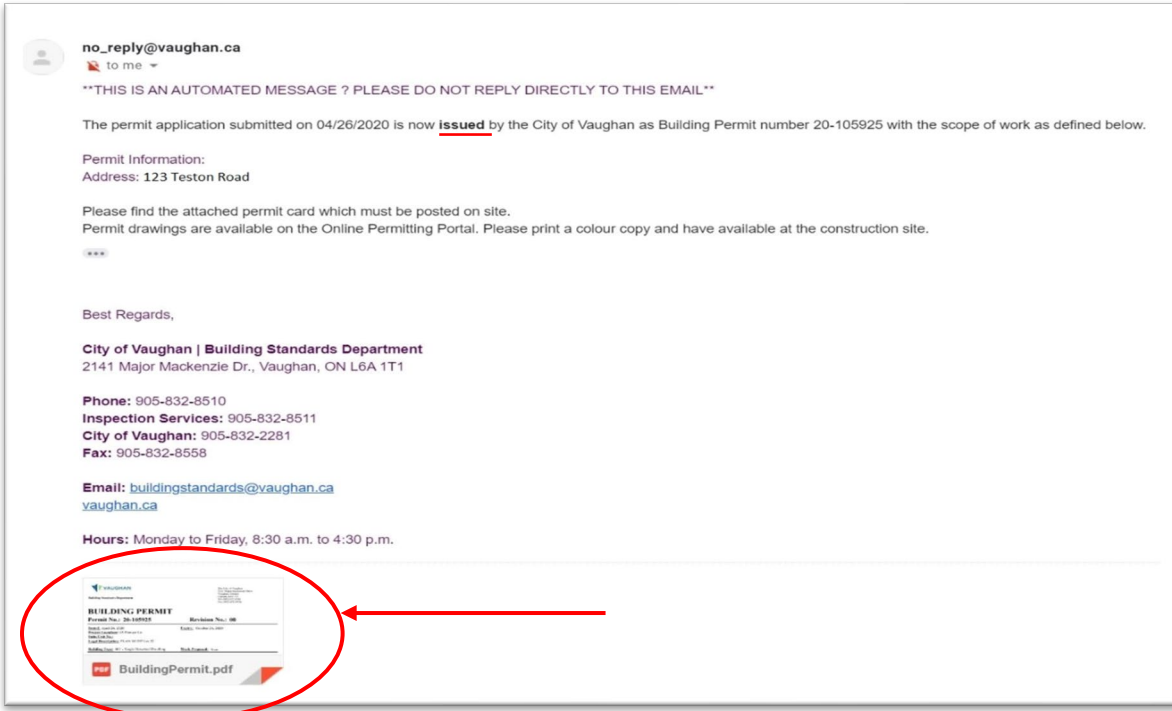 no_reply@vaughan.ca
to me
**THIS IS AN AUTOMATED MESSAGE ? PLEASE DO NOT REPLY DIRECTLY TO THIS EMAIL**
The permit application submitted on 04/26/2020 is now issued by the City of Vaughan as Building Permit number 20-105925 with the scope of work as defined below.
Permit Information:
Address: 123 Teston Road
Please find the attached permit card which must be posted on site.
Permit drawings are available on the Online Permitting Portal. Please print a colour copy and have available at the construction site.
Best Regards,
City of Vaughan | Building Standards Department
2141 Major Mackenzie Dr., Vaughan, ON L6A 1T1
Phone: 905-832-8510
Inspection Services: 905-832-8511
City of Vaughan: 905-832-2281
Fax: 905-832-8558
Email: buildingstandards@vaughan.ca
vaughan.ca
Hours: Monday to Friday, 8:30 a.m. to 4:30 p.m.
VAUGHAN
BUILDING PERMIT
Permit No.: 20-105925 Revision No.: 00
PDF BuildingPermit.pdf